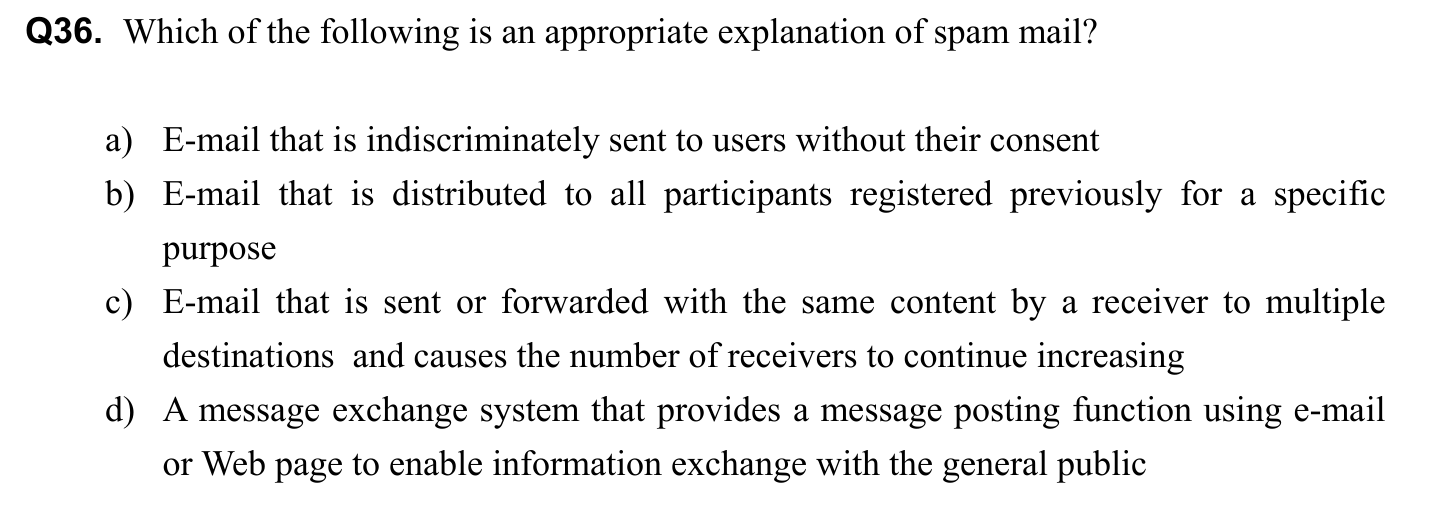 Q36. Which of the following is an appropriate explanation of spam mail?
a) E-mail that is indiscriminately sent to users without their consent
b) E-mail that is distributed to all participants registered previously for a specific
purpose
c) E-mail that is sent or forwarded with the same content by a receiver to multiple
destinations and causes the number of receivers to continue increasing
d) A message exchange system that provides a message posting function using e-mail
or Web page to enable information exchange with the general public